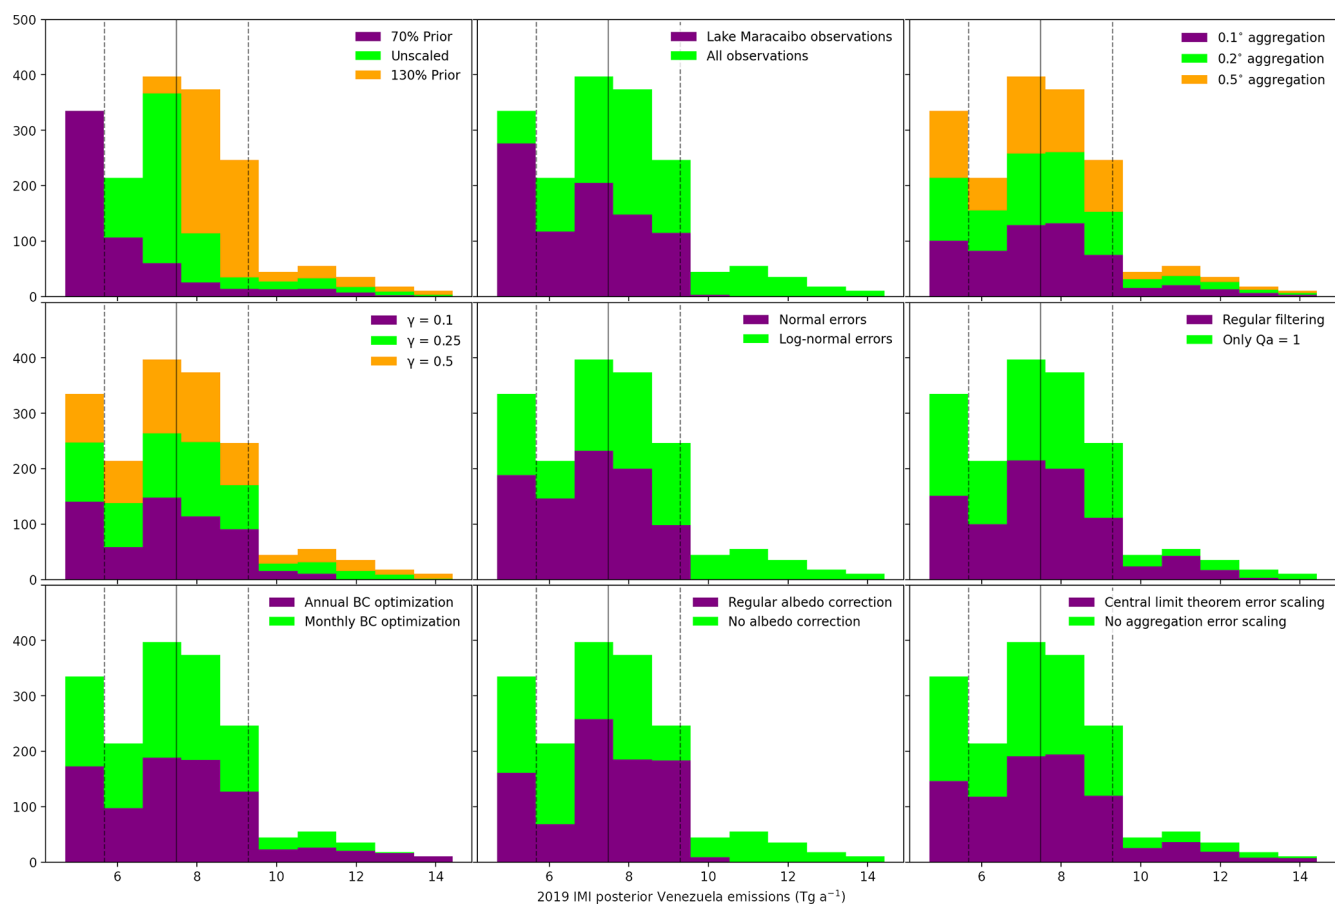 500
400
300
200
100
0
70% Prior
Unscaled
130% Prior
Lake Maracaibo observations
All observations
0.1° aggregation
0.2° aggregation
0.5° aggregation
400
300
200
100
0
γ = 0.1
γ = 0.25
γ = 0.5
Normal errors
Log-normal errors
Regular filtering
Only Qa = 1
400
300
200
100
0
Annual BC optimization
Monthly BC optimization
Regular albedo correction
No albedo correction
Central limit theorem error scaling
No aggregation error scaling
6 8 10 12 14
6 8 10 12 14
6 8 10 12 14
2019 IMI posterior Venezuela emissions (Tg a⁻¹)